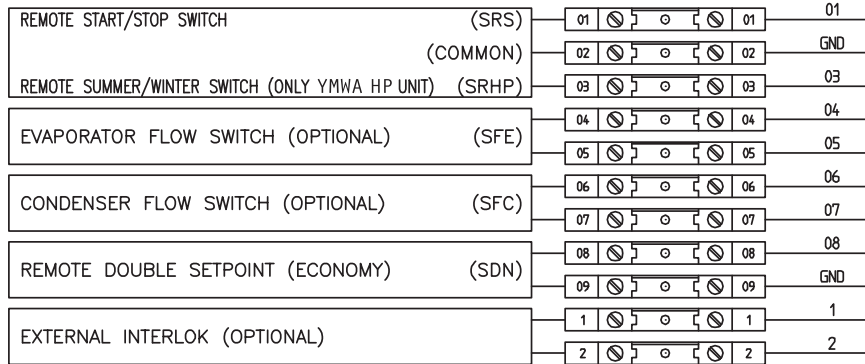 REMOTE START/STOP SWITCH (SRS) 01 01 01
(COMMON) 02 02 GND
REMOTE SUMMER/WINTER SWITCH (ONLY YMWA HP UNIT) (SRHP) 03 03 03
04 04 04
EVAPORATOR FLOW SWITCH (OPTIONAL) (SFE)
05 05 05
06 06 06
CONDENSER FLOW SWITCH (OPTIONAL) (SFC)
07 07 07
08 08 08
REMOTE DOUBLE SETPOINT (ECONOMY) (SDN)
09 09 GND
1 1 1
EXTERNAL INTERLOK (OPTIONAL)
2 2 2